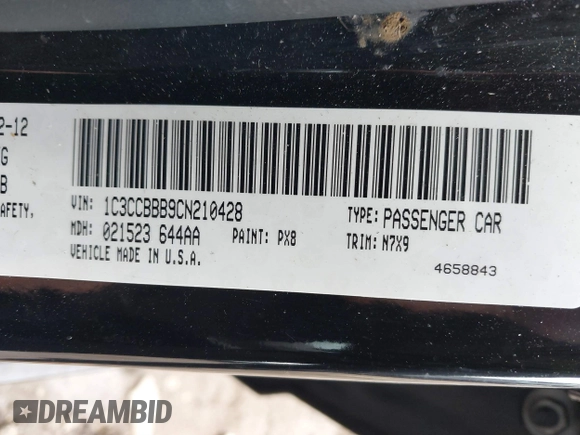 2-12
G
B
AFETY,
VIN: 1C3CCBBB9CN210428
TYPE: PASSENGER CAR
MDH: 021523 644AA
PAINT: PX8
TRIM: N7X9
VEHICLE MADE IN U.S.A.
4658843
DREAMBID